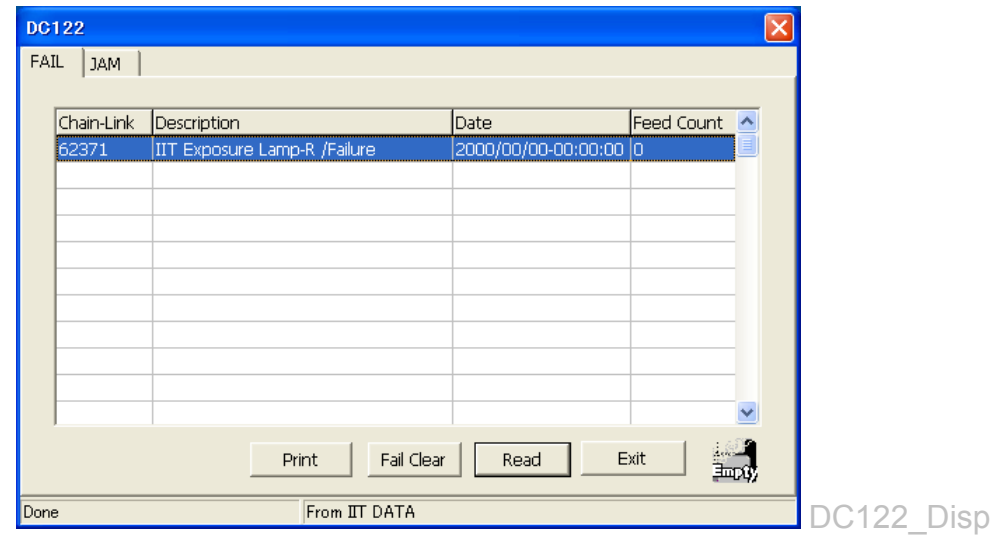 DC122
FAIL JAM
Chain-Link Description Date Feed Count
62371 IIT Exposure Lamp-R /Failure 2000/00/00-00:00:00 0
Print Fail Clear Read Exit Empty
Done From IIT DATA
DC122_Disp